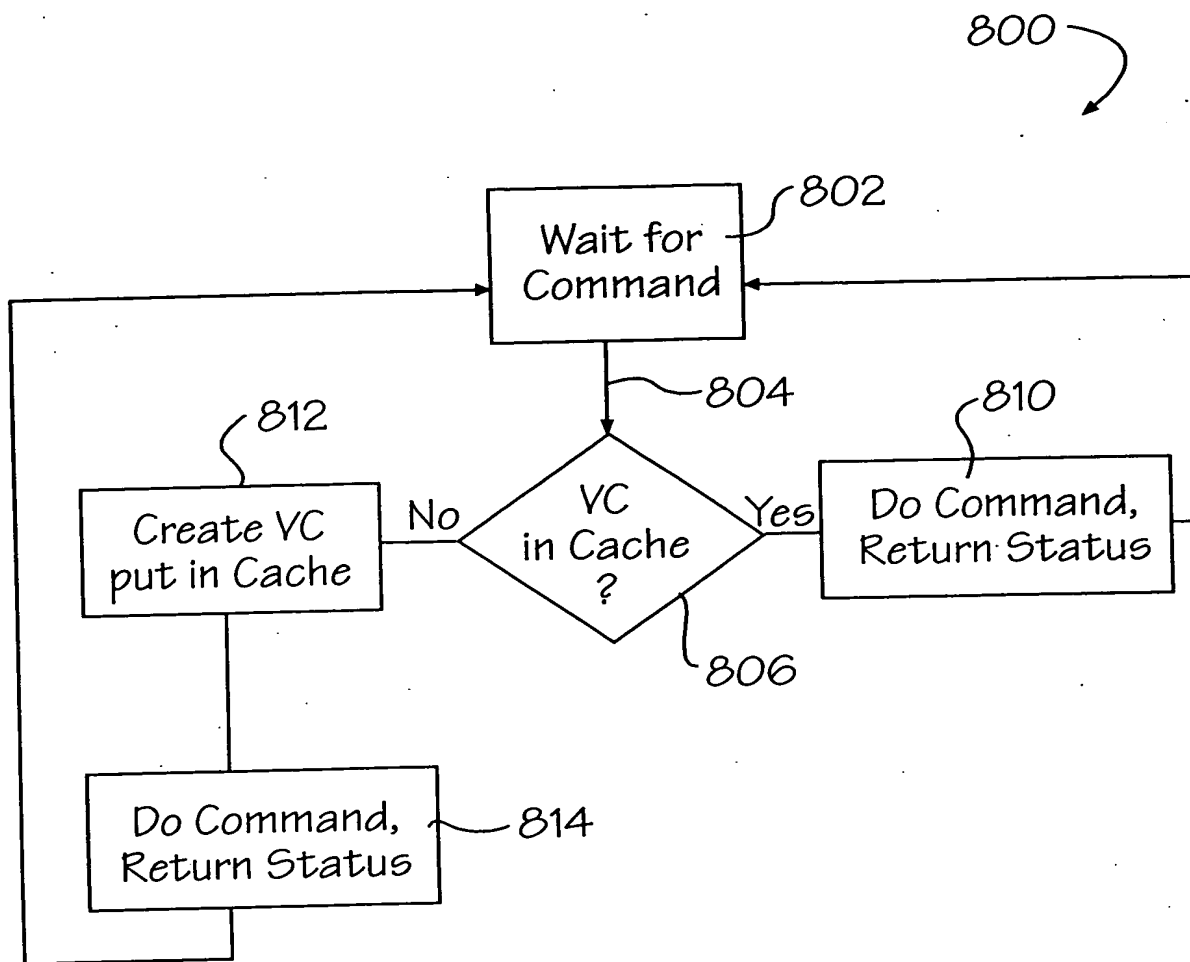 800
802
Wait for
Command
804
812
810
Create VC
put in Cache
No
VC
in Cache
?
Yes
Do Command,
Return Status
806
Do Command,
Return Status
814